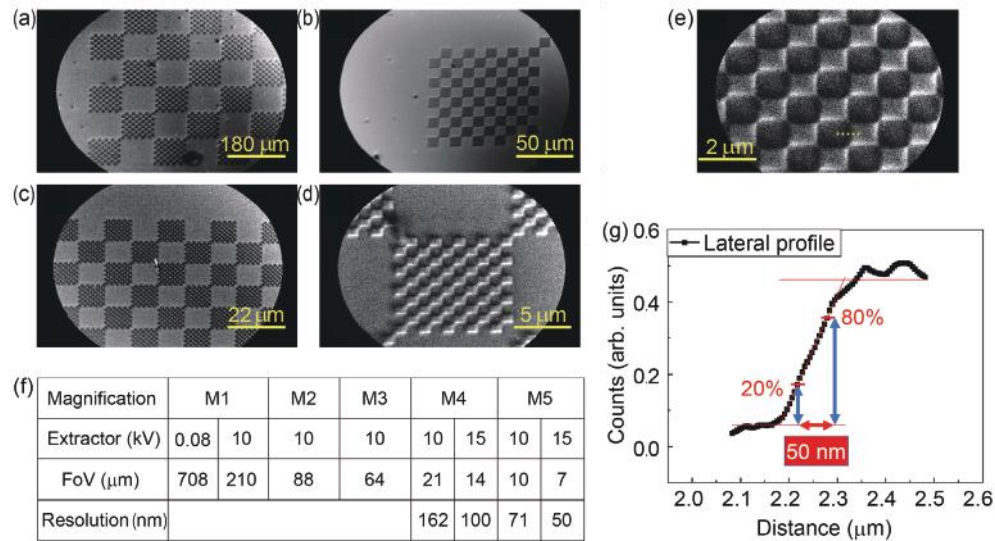 (a)
180 μm
(b)
50 μm
(e)
2 μm
(c)
22 μm
(d)
5 μm
(f)
Magnification M1 M2 M3 M4 M5
Extractor (kV) 0.08 10 10 10 10 15 10 15
FoV (μm) 708 210 88 64 21 14 10 7
Resolution (nm) 162 100 71 50
(g)
Lateral profile
Counts (arb. units)
0.6
0.4
0.2
0.0
80%
20%
50 nm
2.0 2.1 2.2 2.3 2.4 2.5 2.6
Distance (μm)